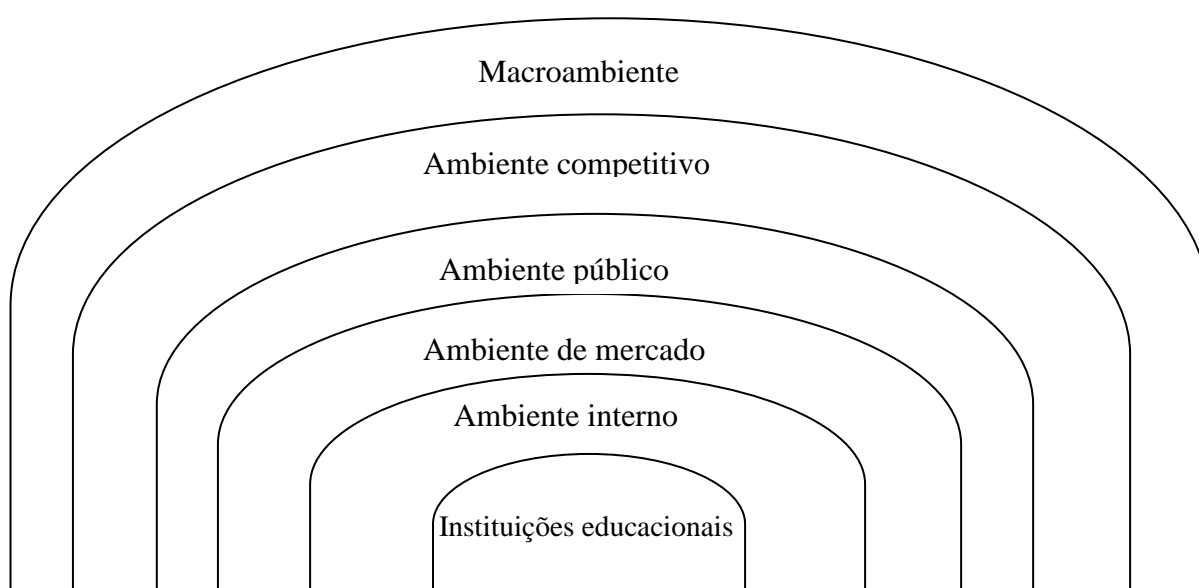 Macroambiente
Ambiente competitivo
Ambiente público
Ambiente de mercado
Ambiente interno
Instituições educacionais